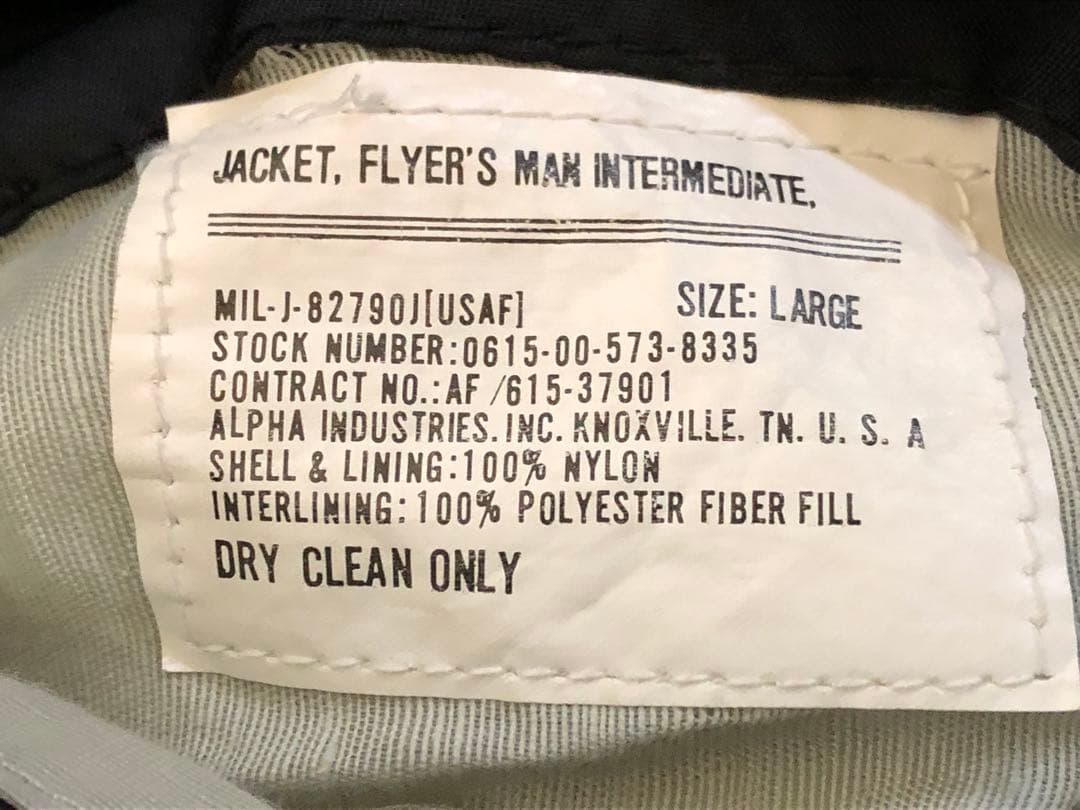 JACKET, FLYER'S MAN INTERMEDIATE,
MIL-J-82790J[USAF] SIZE: LARGE
STOCK NUMBER:0615-00-573-8335
CONTRACT NO.: AF /615-37901
ALPHA INDUSTRIES. INC. KNOXVILLE. TN. U. S. A
SHELL & LINING:100% NYLON
INTERLINING:100% POLYESTER FIBER FILL
DRY CLEAN ONLY